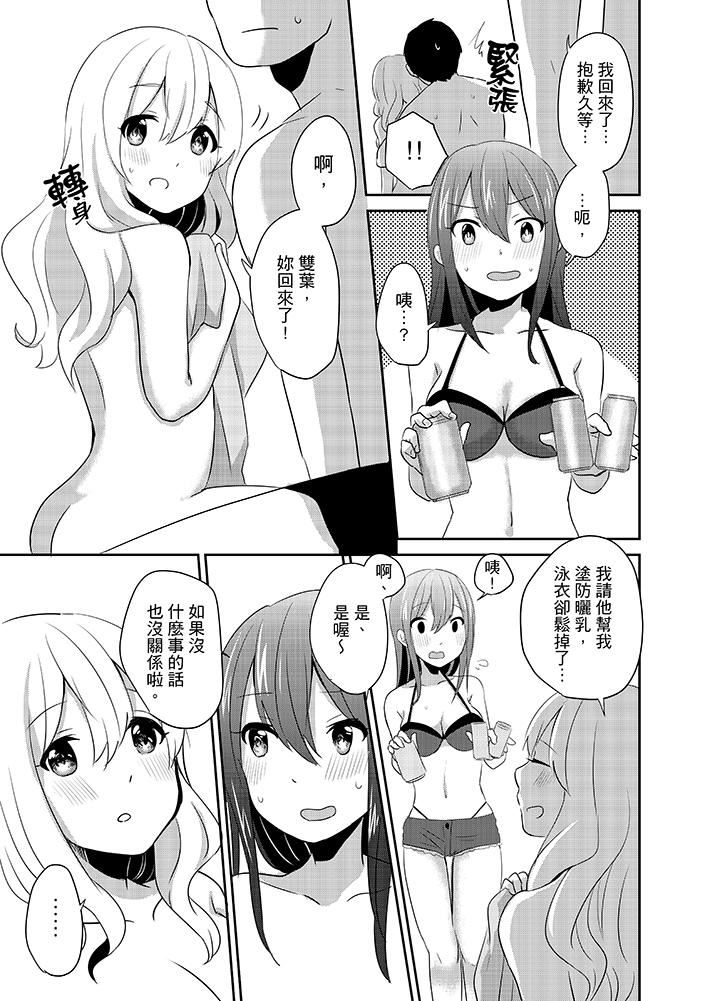 我回來了…
抱歉久等…
…呃，
緊張
!!
咦…?
啊，
雙葉，
妳回來了!
轉身
我請他幫我
塗防曬乳，
泳衣卻鬆掉了…
咦!
啊、
是、
是喔～
如果沒
什麼事的話
也沒關係啦。
……